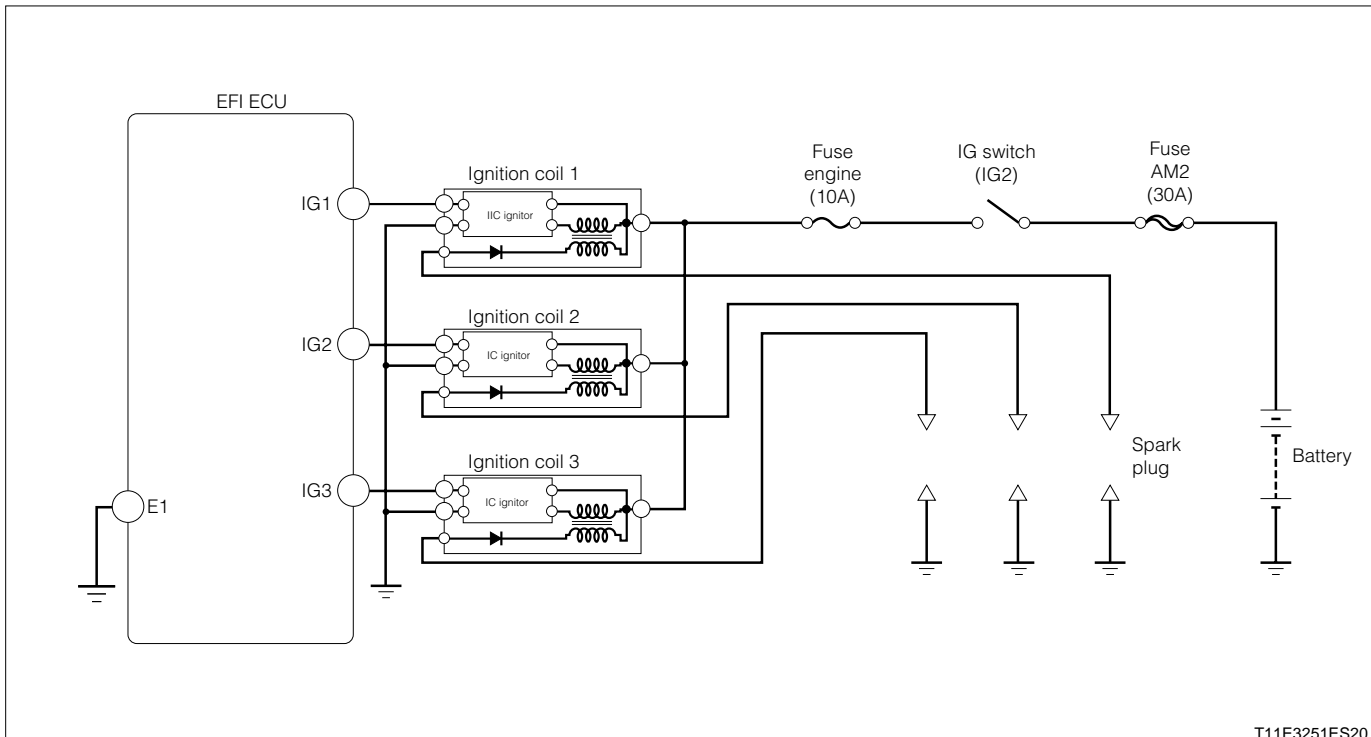 EFI ECU
Ignition coil 1
Fuse
engine
(10A)
IG switch
(IG2)
Fuse
AM2
(30A)
IG1
IIC ignitor
Ignition coil 2
IG2
IC ignitor
Ignition coil 3
IG3
IC ignitor
E1
Spark
plug
Battery
T11E3251ES20